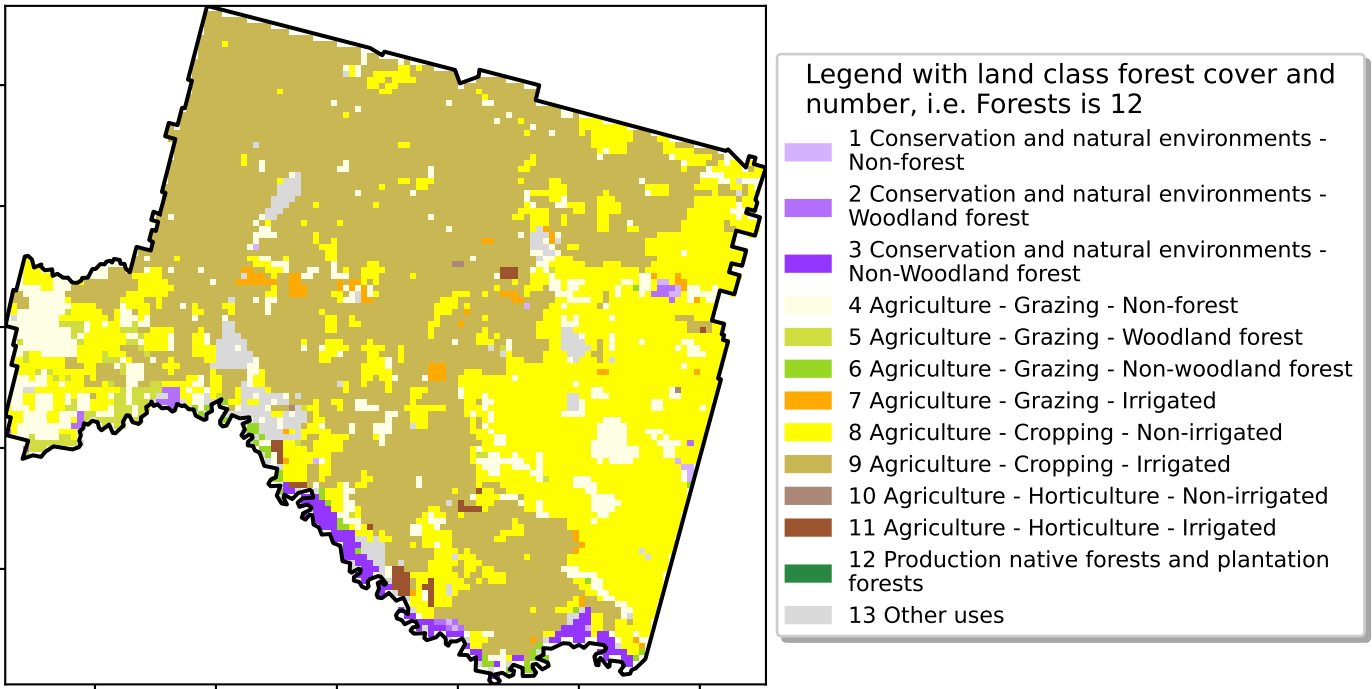 Legend with land class forest cover and
number, i.e. Forests is 12
1 Conservation and natural environments -
Non-forest
2 Conservation and natural environments -
Woodland forest
3 Conservation and natural environments -
Non-Woodland forest
4 Agriculture - Grazing - Non-forest
5 Agriculture - Grazing - Woodland forest
6 Agriculture - Grazing - Non-woodland forest
7 Agriculture - Grazing - Irrigated
8 Agriculture - Cropping - Non-irrigated
9 Agriculture - Cropping - Irrigated
10 Agriculture - Horticulture - Non-irrigated
11 Agriculture - Horticulture - Irrigated
12 Production native forests and plantation
forests
13 Other uses